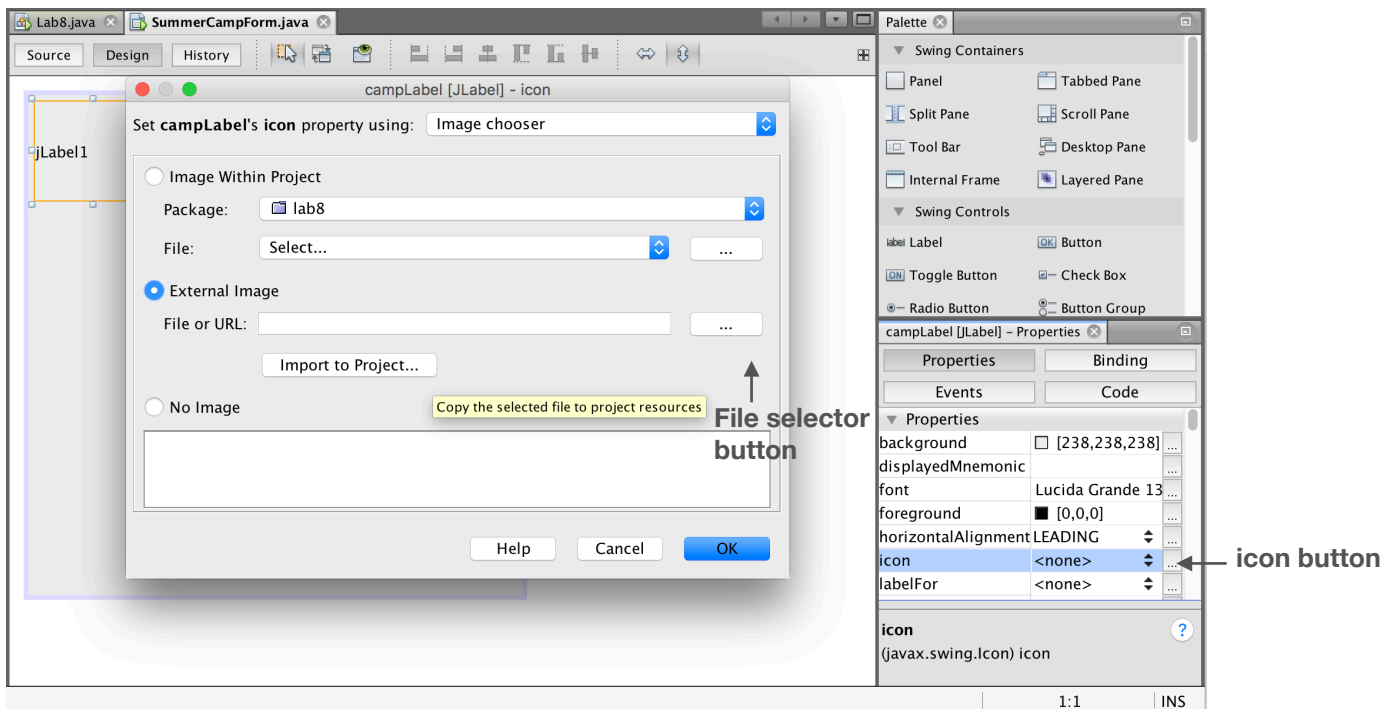 Lab8.java SummerCampForm.java
Source Design History
jLabel1
campLabel [JLabel] - icon
Set campLabel's icon property using: Image chooser
Image Within Project
Package: lab8
File: Select... ...
External Image
File or URL: ...
Import to Project...
Copy the selected file to project resources
No Image
File selector
button
Help Cancel OK
Palette
Swing Containers
Panel Tabbed Pane
Split Pane Scroll Pane
Tool Bar Desktop Pane
Internal Frame Layered Pane
Swing Controls
label Label OK Button
ON Toggle Button Check Box
Radio Button Button Group
campLabel [JLabel] - Properties
Properties Binding
Events Code
Properties
background [238,238,238] ...
displayedMnemonic ...
font Lucida Grande 13 ...
foreground [0,0,0] ...
horizontalAlignment LEADING ...
icon <none> ...
labelFor <none> ...
icon button
icon ?
(javax.swing.Icon) icon
1:1 INS